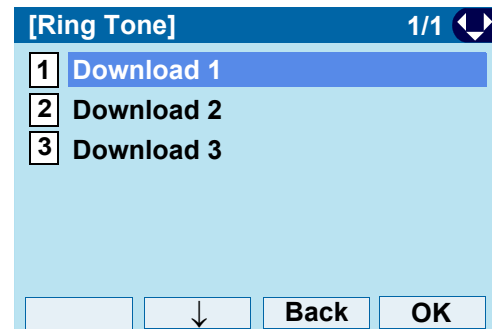 [Ring Tone] 1/1
1 Download 1
2 Download 2
3 Download 3
↓ Back OK